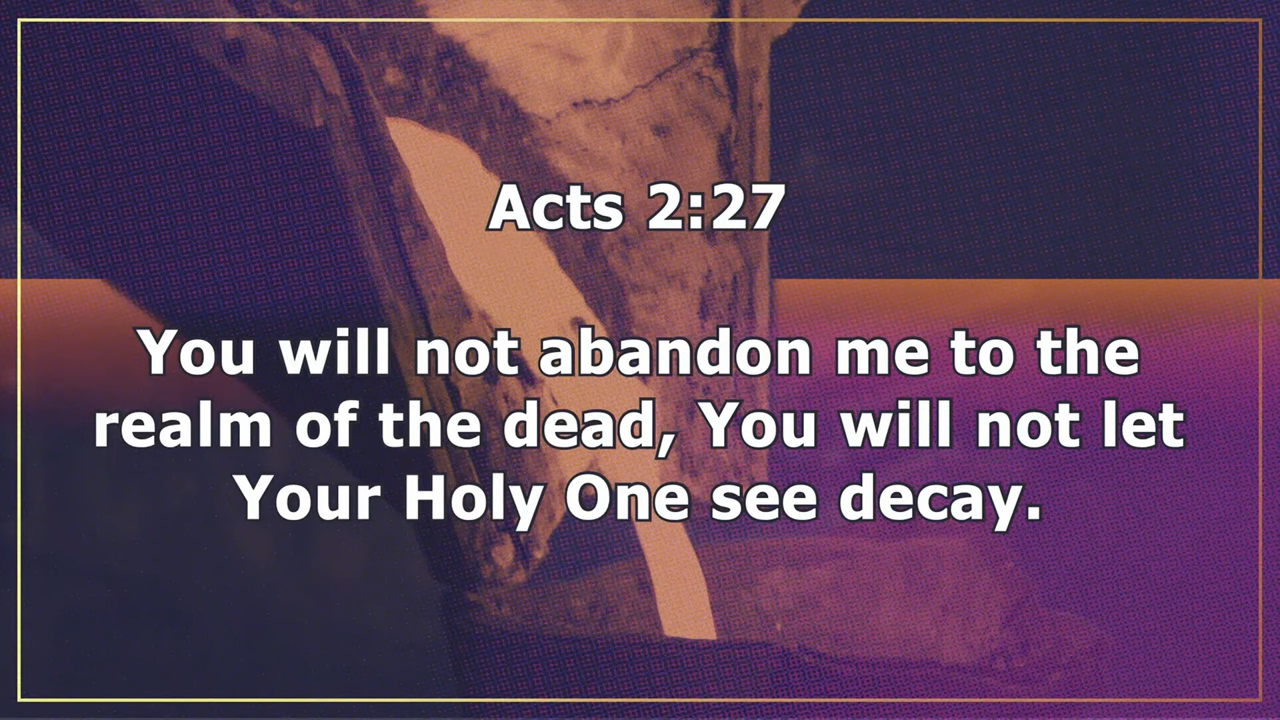 Acts 2:27
You will not abandon me to the
realm of the dead, You will not let
Your Holy One see decay.